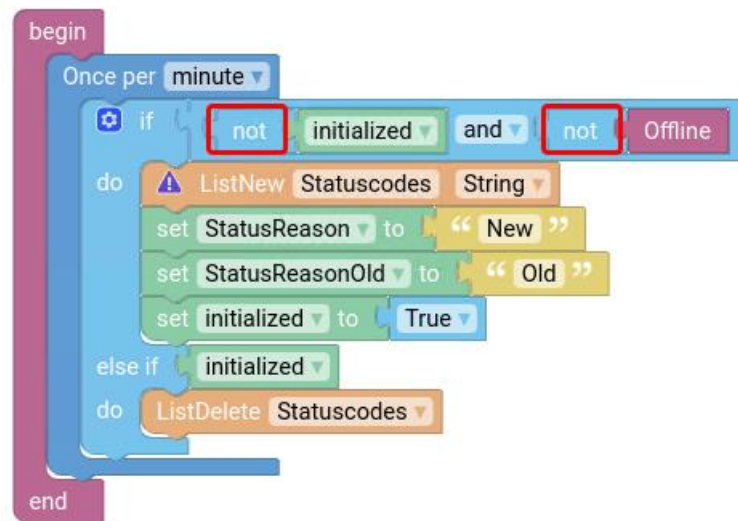 begin
Once per minute
if not initialized and not Offline
do ListNew Statuscodes String
set StatusReason to “ New ”
set StatusReasonOld to “ Old ”
set initialized to True
else if initialized
do ListDelete Statuscodes
end